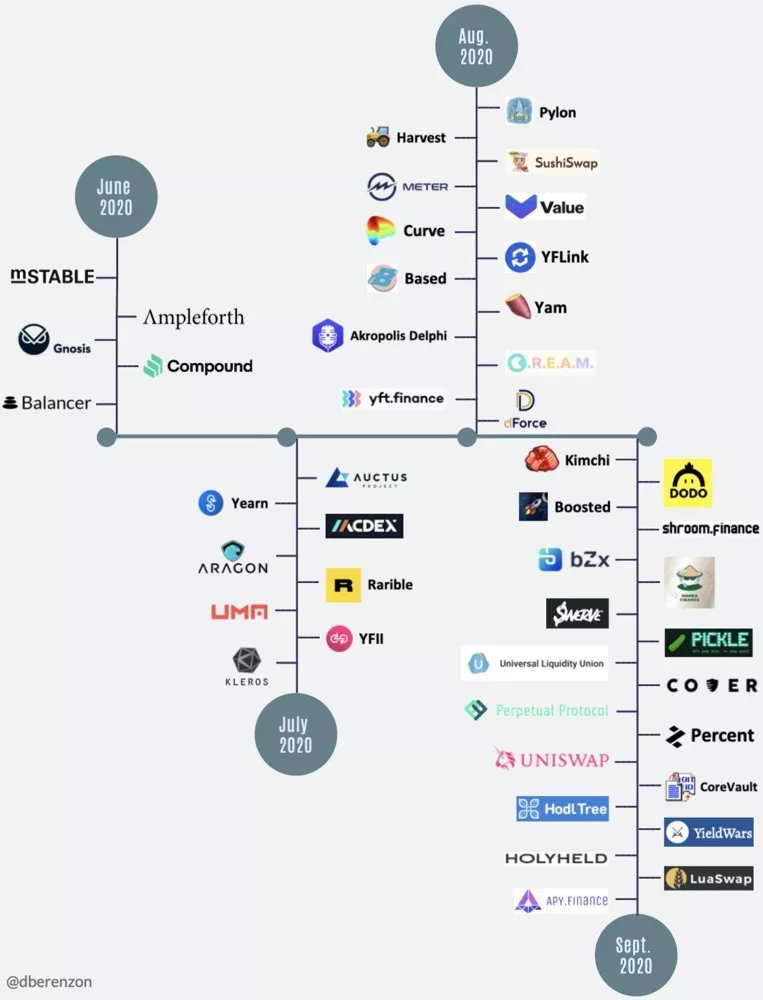 June
2020
mSTABLE
Ampleforth
Gnosis
Compound
Balancer
Aug.
2020
Pylon
Harvest
SushiSwap
METER
Value
Curve
YFLink
Based
Yam
Akropolis Delphi
C.R.E.A.M.
yft.finance
D
dForce
AUCTUS
PROJECT
Yearn
MCDEX
ARAGON
R
Rarible
UMA
YFII
KLEROS
July
2020
Kimchi
DODO
Boosted
shroom.finance
bZx
$WERVE
PICKLE
U
Universal Liquidity Union
COVER
Perpetual Protocol
Percent
UNISWAP
CoreVault
HodlTree
YieldWars
HOLYHELD
LuaSwap
APY.FINANCE
Sept.
2020
@dberenzon